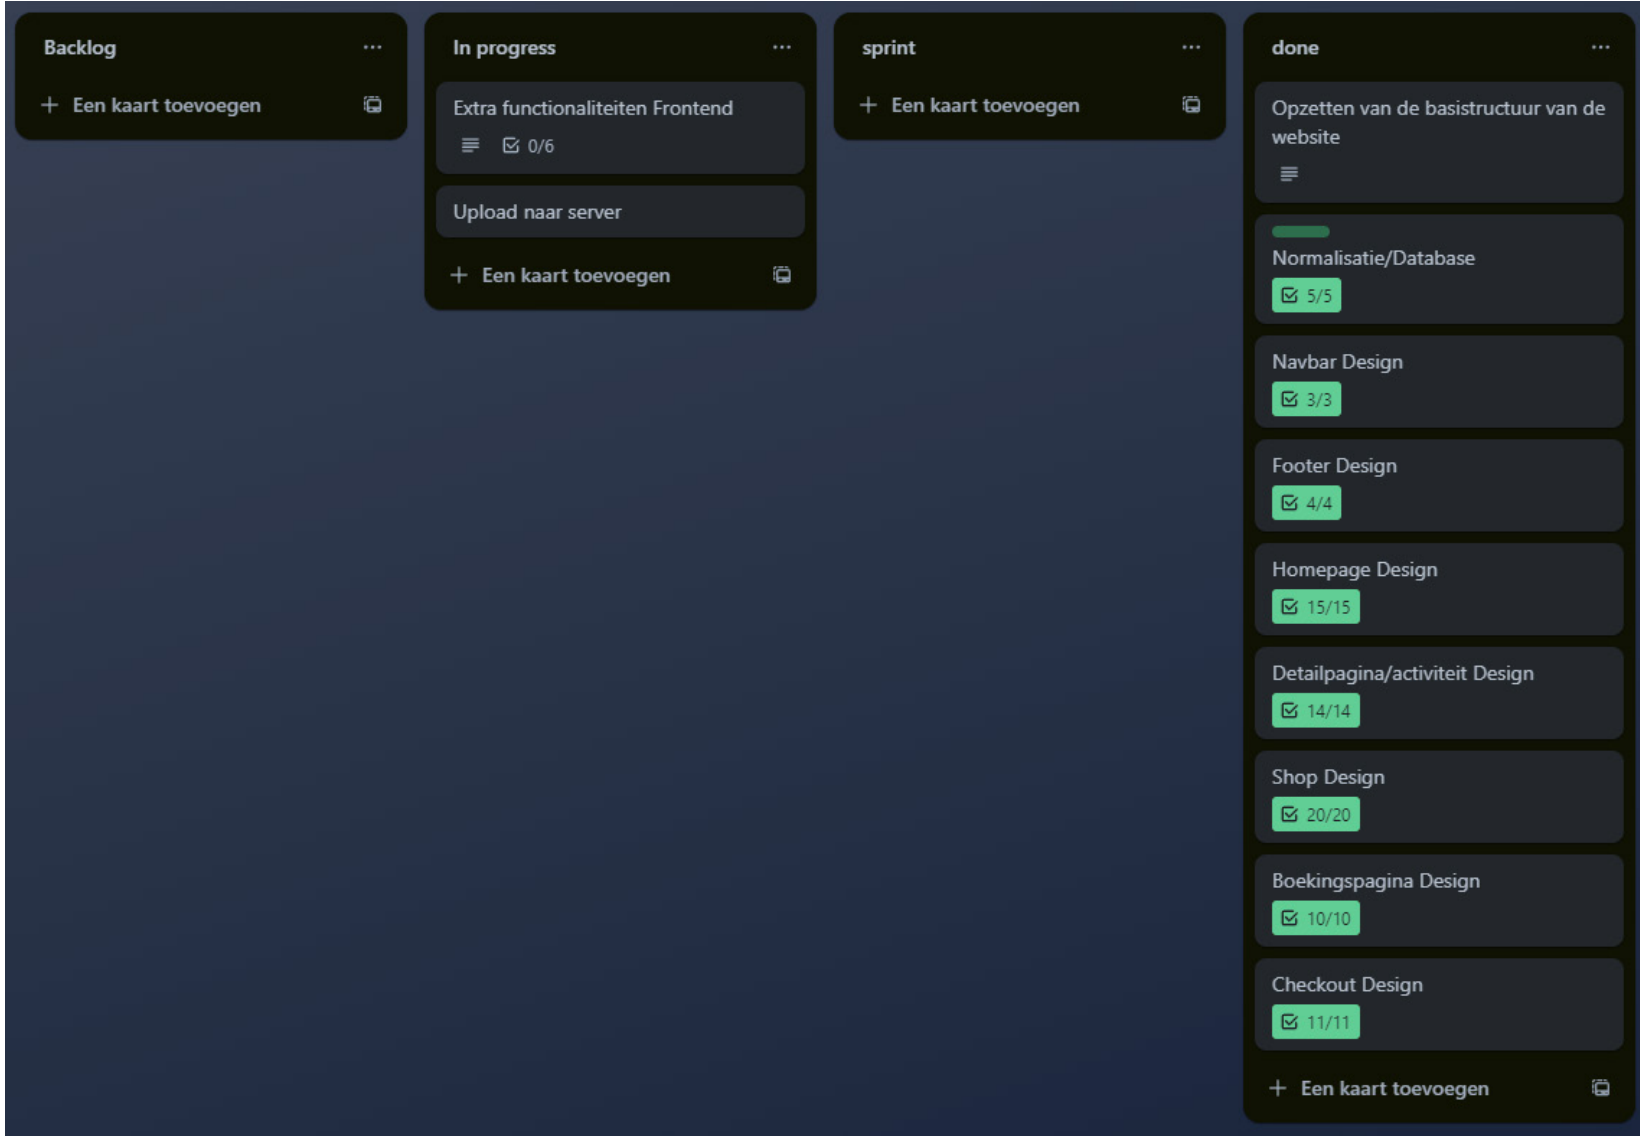 Backlog
Een kaart toevoegen
In progress
Extra functionaliteiten Frontend
0/6
Upload naar server
Een kaart toevoegen
sprint
Een kaart toevoegen
done
Opzetten van de basistructuur van de
website
Normalisatie/Database
5/5
Navbar Design
3/3
Footer Design
4/4
Homepage Design
15/15
Detailpagina/activiteit Design
14/14
Shop Design
20/20
Boekingspagina Design
10/10
Checkout Design
11/11
Een kaart toevoegen